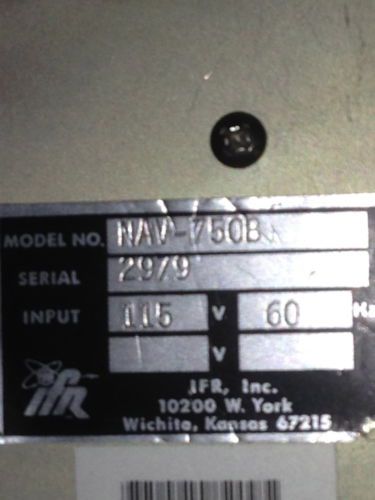 MODEL NO. NAV-750B
SERIAL 2979
INPUT 115 V 60 Hz
V
IFR
IFR, Inc.
10200 W. York
Wichita, Kansas 67215